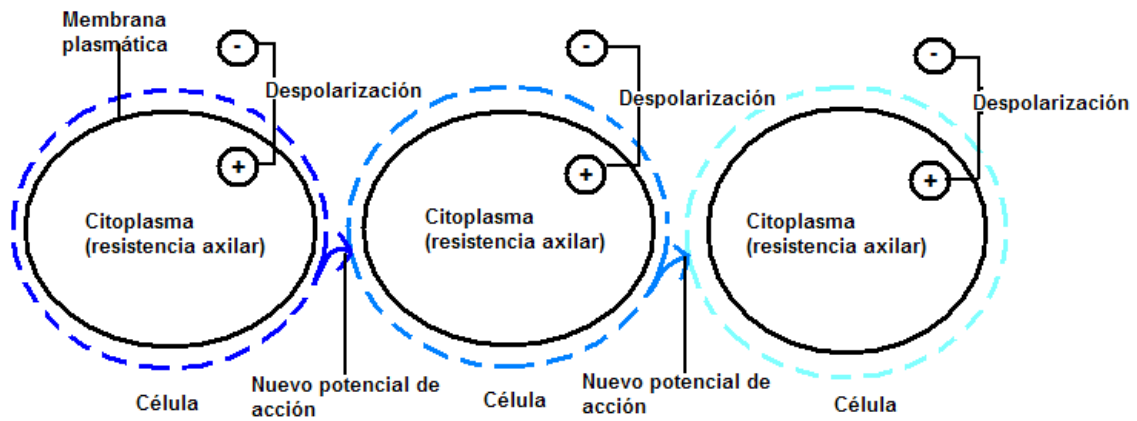 Membrana
plasmática
-
Despolarización
+
Citoplasma
(resistencia axilar)
Célula
Nuevo potencial de
acción
-
Despolarización
+
Citoplasma
(resistencia axilar)
Célula
Nuevo potencial de
acción
-
Despolarización
+
Citoplasma
(resistencia axilar)
Célula